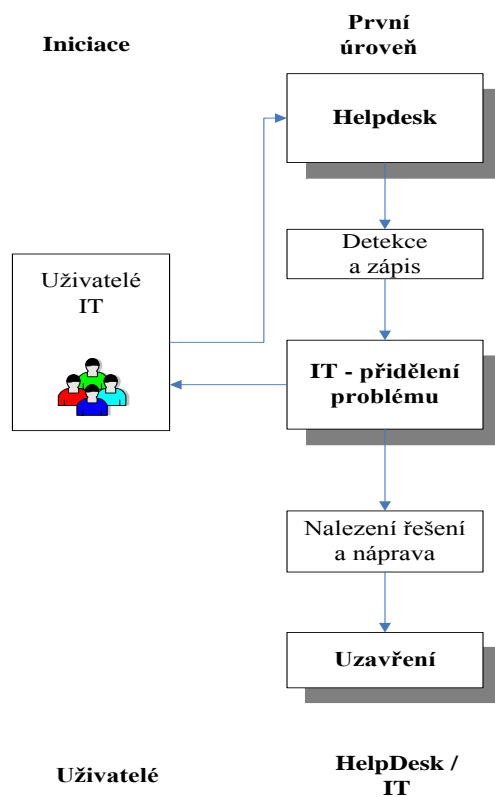 Iniciace
První
úroveň
Helpdesk
Detekce
a zápis
Uživatelé
IT
IT - přidělení
problému
Nalezení řešení
a náprava
Uzavření
Uživatelé
HelpDesk /
IT